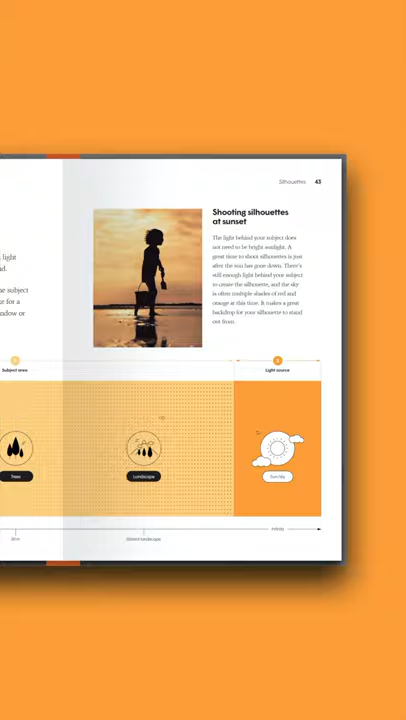 Silhouettes 43
Shooting silhouettes
at sunset
The light behind your subject does
not need to be bright sunlight. A
great time to shoot silhouettes is just
after the sun has gone down. There's
still enough light behind your subject
to create the silhouette, and the sky
is often multiple shades of red and
orange at this time. It makes a great
backdrop for your silhouette to stand
out from.
light
subject
for a
or
Subject area
Light source
Trees
Landscape
Sun/sky
Infinity
Distant landscape